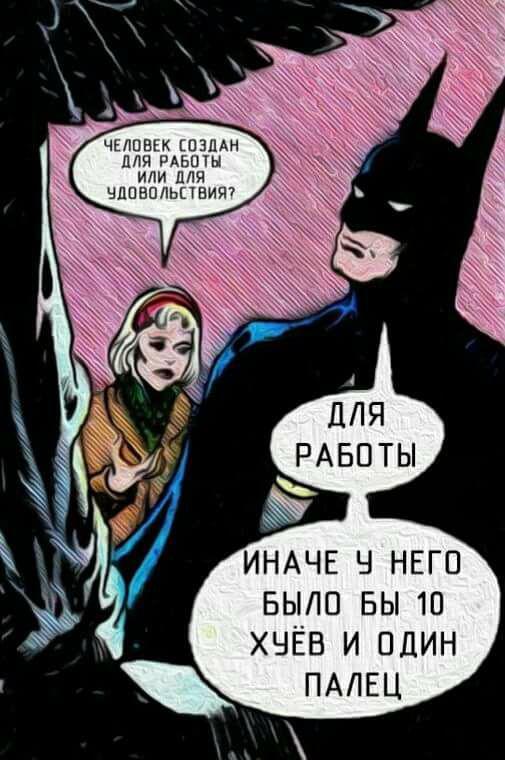 ЧЕЛОВЕК СОЗДАН
ДЛЯ РАБОТЫ
ИЛИ ДЛЯ
УДОВОЛЬСТВИЯ?
ДЛЯ
РАБОТЫ
ИНАЧЕ У НЕГО
БЫЛО БЫ 10
ХУЁВ И ОДИН
ПАЛЕЦ